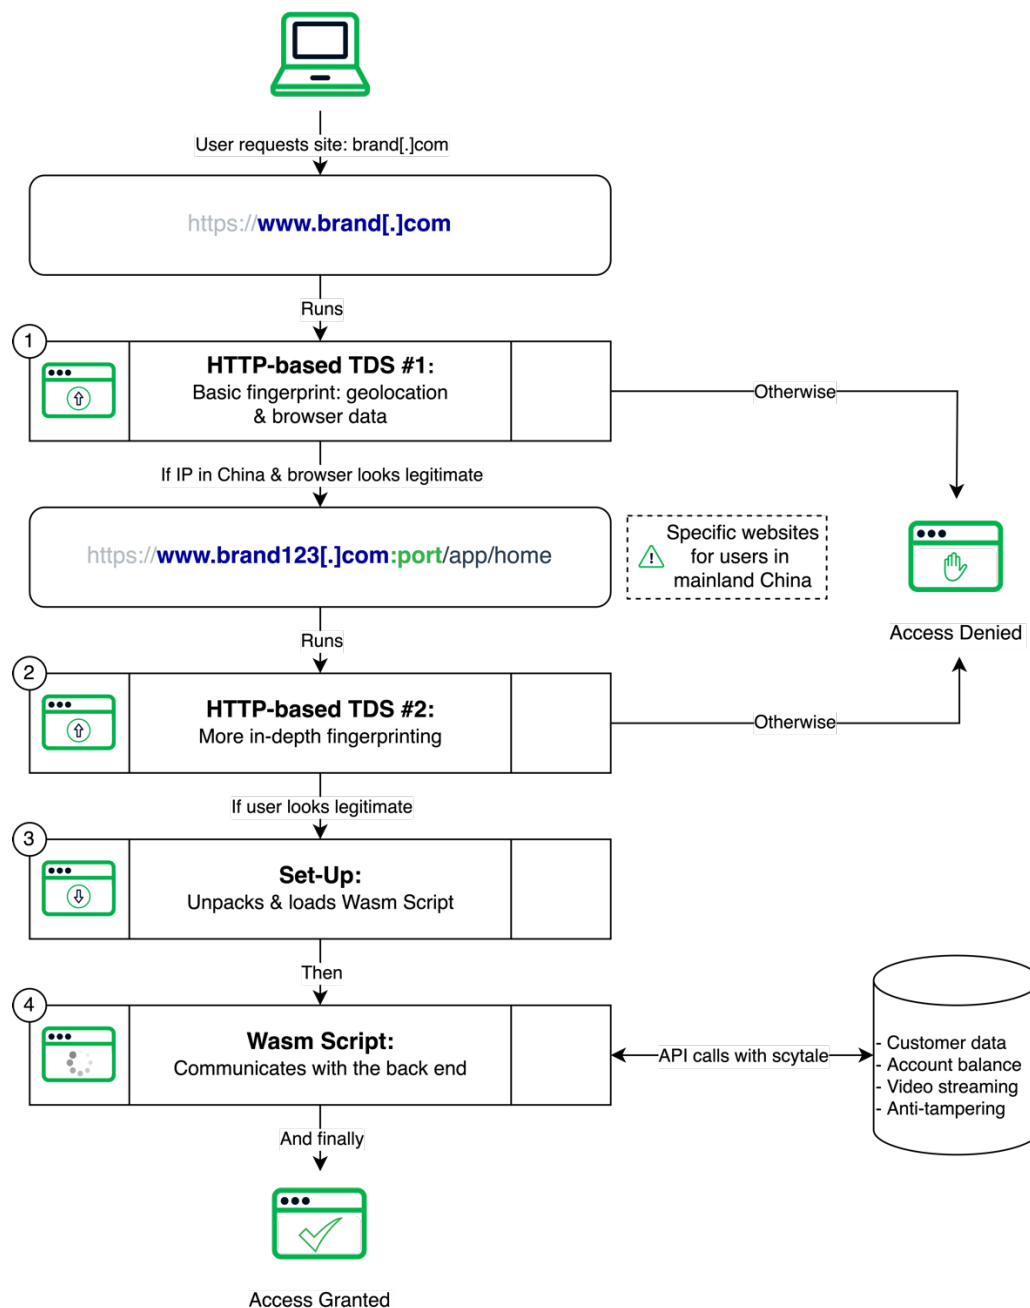 User requests site: brand[.]com
https://www.brand[.]com
Runs
1
HTTP-based TDS #1:
Basic fingerprint: geolocation
& browser data
Otherwise
If IP in China & browser looks legitimate
https://www.brand123[.]com:port/app/home
Specific websites
for users in
mainland China
Access Denied
Runs
2
HTTP-based TDS #2:
More in-depth fingerprinting
Otherwise
If user looks legitimate
3
Set-Up:
Unpacks & loads Wasm Script
Then
4
Wasm Script:
Communicates with the back end
API calls with scytale
- Customer data
- Account balance
- Video streaming
- Anti-tampering
And finally
Access Granted